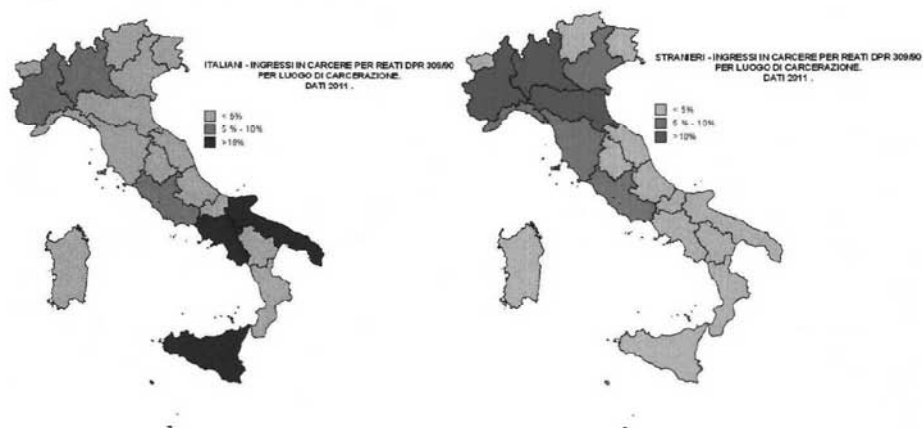 ITALIANI - INGRESSI IN CARCERE PER REATI DPR 309/90
PER LUOGO DI CARCERAZIONE.
DATI 2011 .
< 5%
5 % - 10%
>10%
STRANIERI - INGRESSI IN CARCERE PER REATI DPR 309/90
PER LUOGO DI CARCERAZIONE.
DATI 2011 .
< 5%
5 % - 10%
>10%